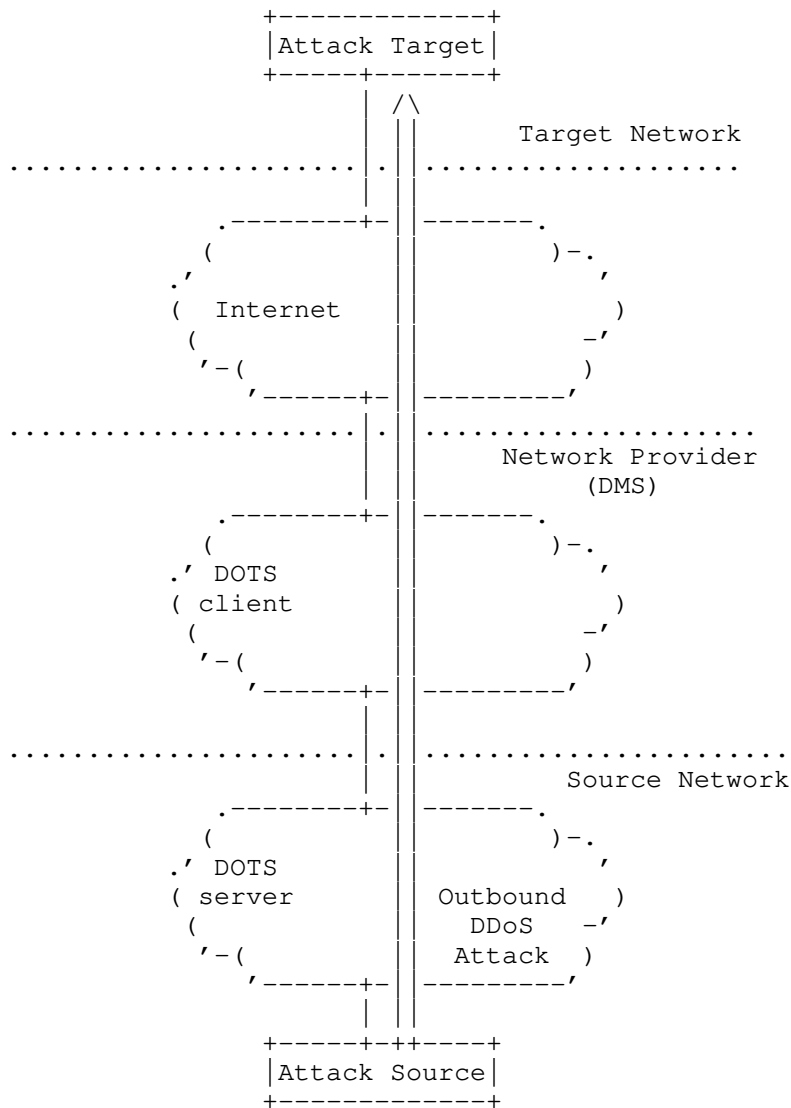 Attack Target
Target Network
Internet
Network Provider
(DMS)
DOTS
client
Source Network
DOTS
server
Outbound
DDoS
Attack
Attack Source